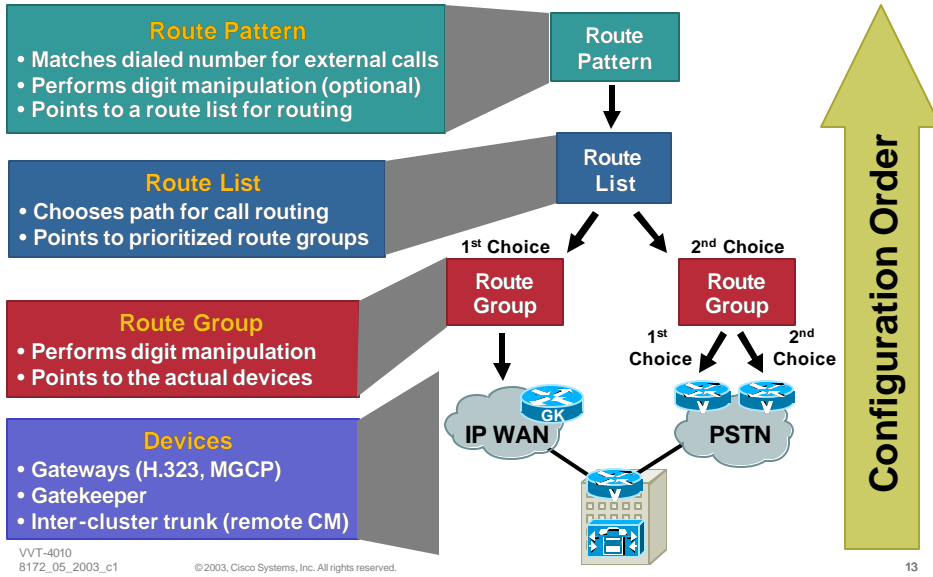 Route Pattern
• Matches dialed number for external calls
• Performs digit manipulation (optional)
• Points to a route list for routing
Route
Pattern
Route List
• Chooses path for call routing
• Points to prioritized route groups
Route
List
1st Choice
2nd Choice
Route
Group
Route
Group
Route Group
• Performs digit manipulation
• Points to the actual devices
1st
Choice
2nd
Choice
Devices
• Gateways (H.323, MGCP)
• Gatekeeper
• Inter-cluster trunk (remote CM)
GK
IP WAN
V
V
PSTN
V
Configuration Order
VVT-4010
8172_05_2003_c1
©2003, Cisco Systems, Inc. All rights reserved.
13